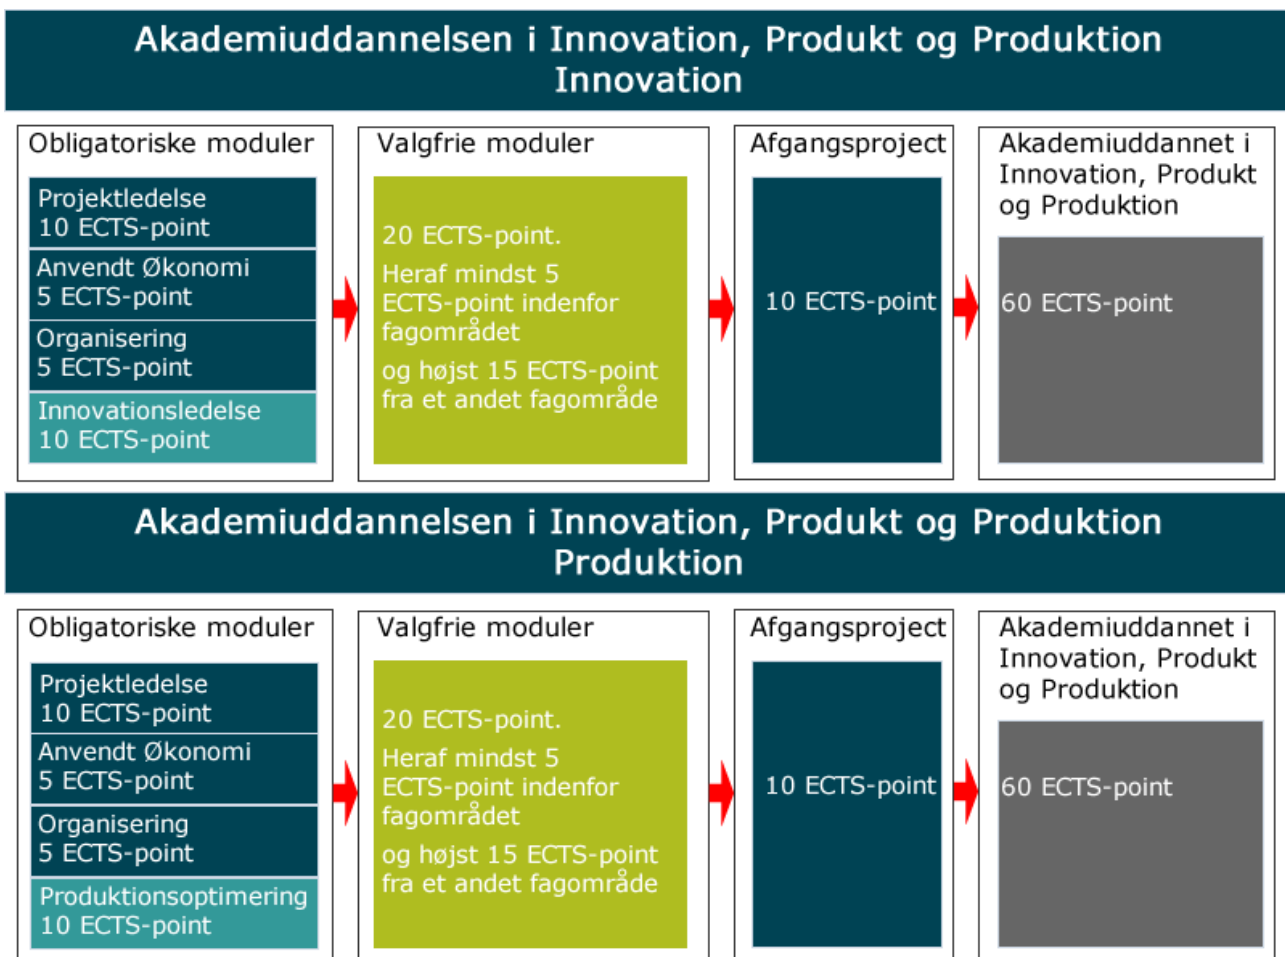 Akademiuddannelsen i Innovation, Produkt og Produktion
Innovation
Obligatoriske moduler
Projektledelse
10 ECTS-point
Anvendt Økonomi
5 ECTS-point
Organisering
5 ECTS-point
Innovationsledelse
10 ECTS-point
Valgfrie moduler
20 ECTS-point.
Heraf mindst 5
ECTS-point indenfor
fagområdet
og højst 15 ECTS-point
fra et andet fagområde
Afgangsproject
10 ECTS-point
Akademiuddannet i
Innovation, Produkt
og Produktion
60 ECTS-point
Akademiuddannelsen i Innovation, Produkt og Produktion
Produktion
Obligatoriske moduler
Projektledelse
10 ECTS-point
Anvendt Økonomi
5 ECTS-point
Organisering
5 ECTS-point
Produktionsoptimering
10 ECTS-point
Valgfrie moduler
20 ECTS-point.
Heraf mindst 5
ECTS-point indenfor
fagområdet
og højst 15 ECTS-point
fra et andet fagområde
Afgangsproject
10 ECTS-point
Akademiuddannet i
Innovation, Produkt
og Produktion
60 ECTS-point